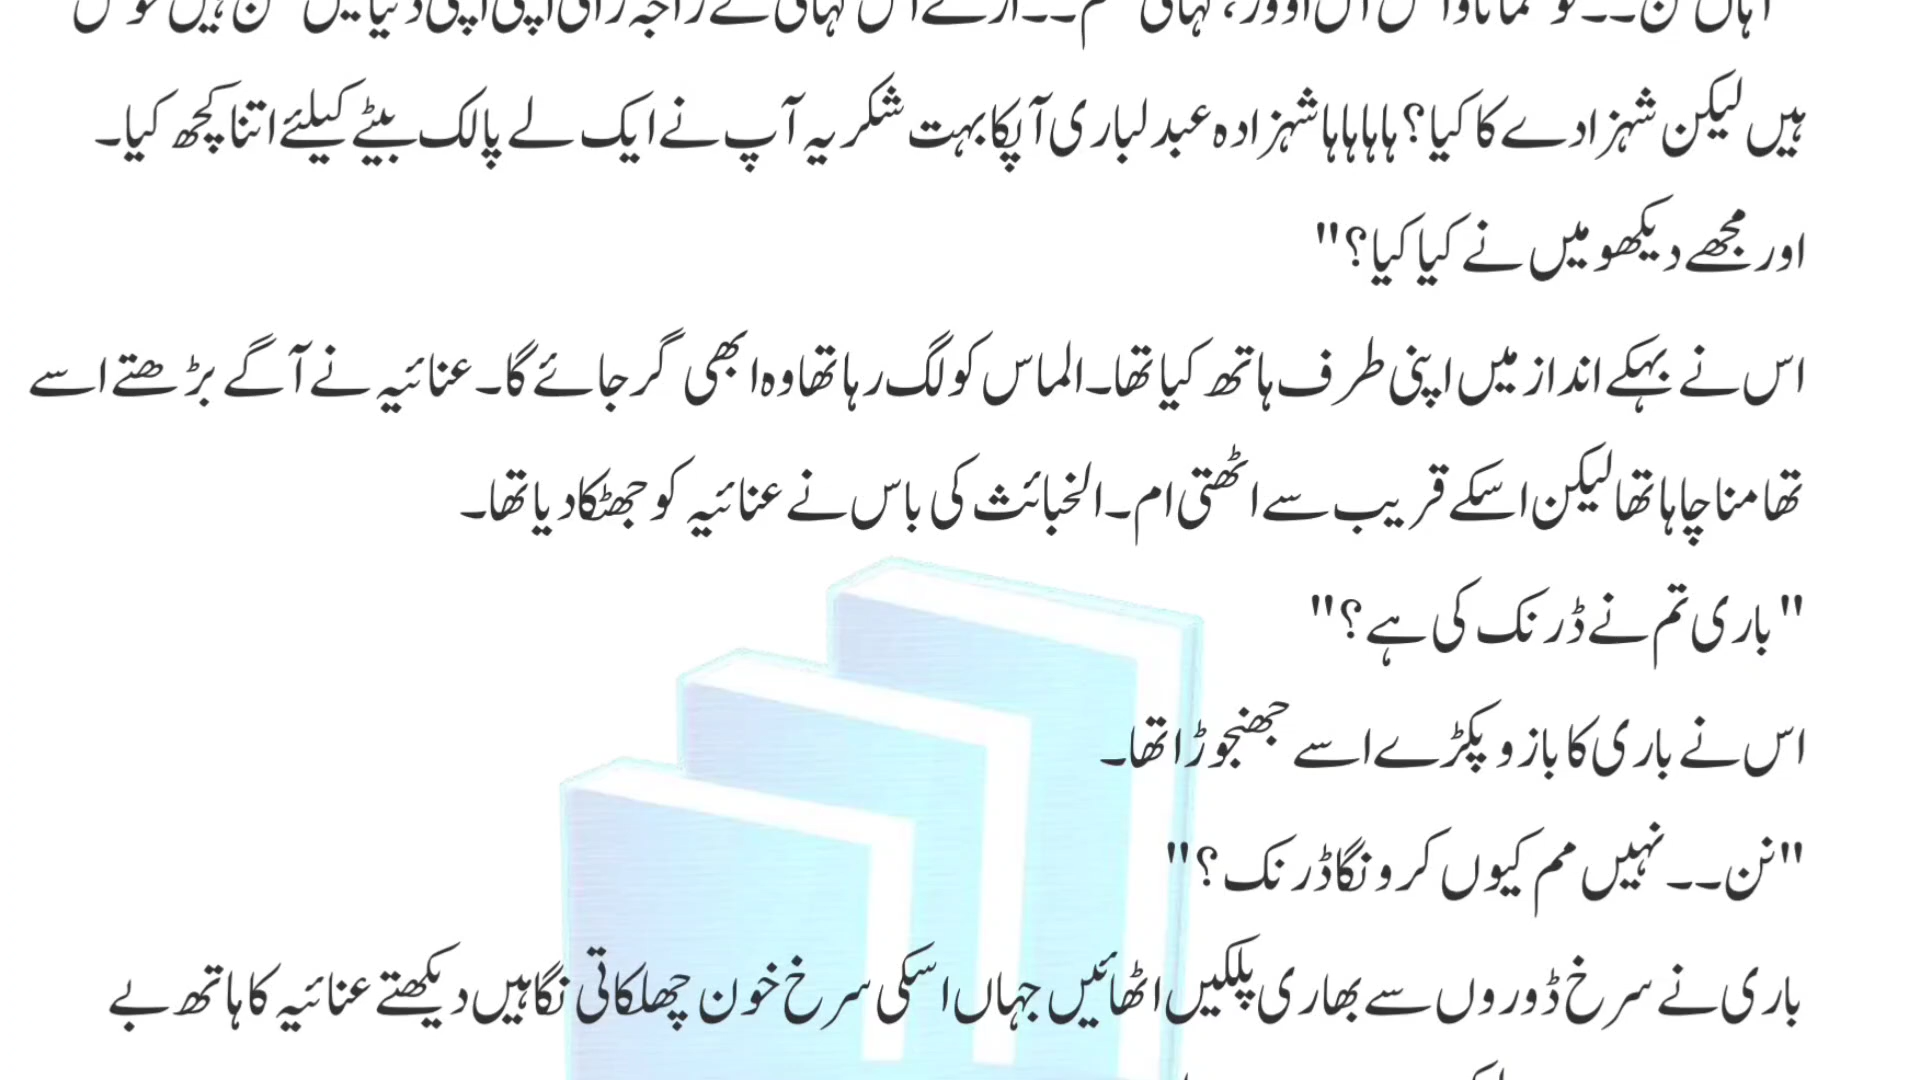 ہیں لیکن شہزادے کا کیا؟ ہاہاہاہا شہزادہ عبدلباری آپکا بہت شکریہ آپ نے ایک لے پالک بیٹے کیلئے اتنا کچھ کیا۔
اور مجھے دیکھو میں نے کیا کیا؟"
اس نے بہکے انداز میں اپنی طرف ہاتھ کیا تھا۔ الماس کو لگ رہا تھا وہ ابھی گر جائے گا۔ عنائیہ نے آگے بڑھتے اسے
تھامنا چاہا تھا لیکن اسکے قریب سے اٹھتی ام۔الخبائث کی باس نے عنائیہ کو جھٹکا دیا تھا۔
"باری تم نے ڈرنک کی ہے؟"
اس نے باری کا بازو پکڑے اسے جھنجوڑا تھا۔
"نن۔۔ نہیں مم کیوں کرونگا ڈرنک؟"
باری نے سرخ ڈوروں سے بھاری پلکیں اٹھائیں جہاں اسکی سرخ خون چھلکاتی نگاہیں دیکھتے عنائیہ کا ہاتھ بے